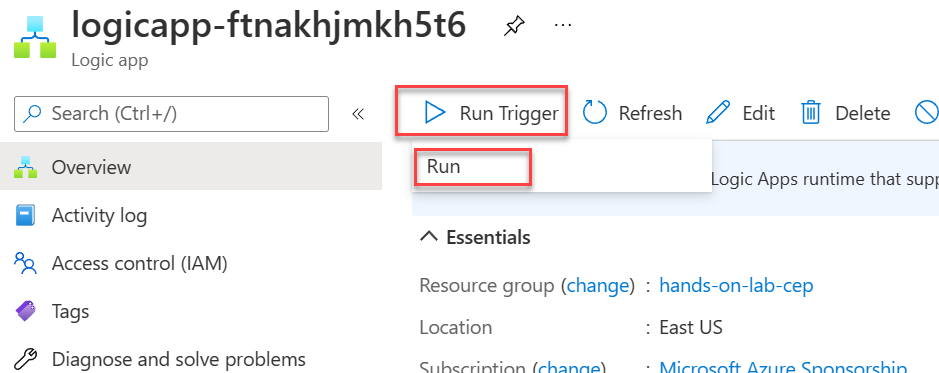 logicapp-ftnakhjmkh5t6 ...
Logic app
Search (Ctrl+/) «
Run Trigger Refresh Edit Delete
Run
Logic Apps runtime that supp
Overview
Activity log
Access control (IAM)
Tags
Diagnose and solve problems
Essentials
Resource group (change) : hands-on-lab-cep
Location : East US
Subscription (change) : Microsoft Azure Sponsorship